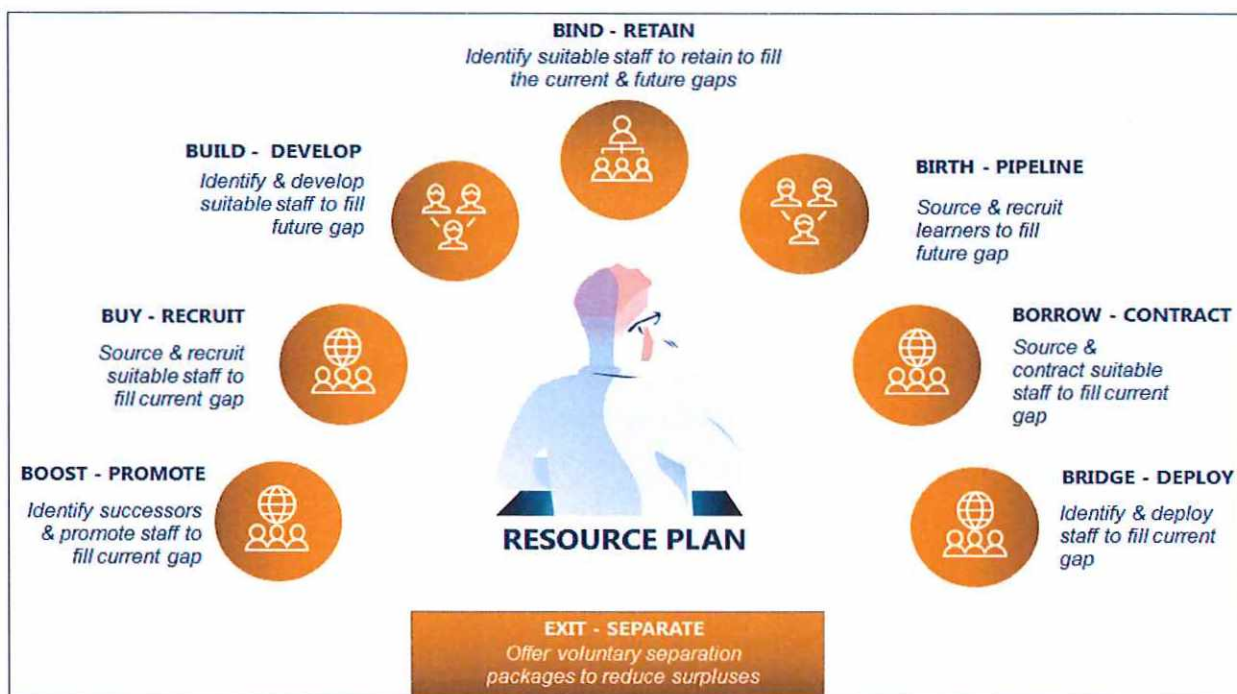 BIND - RETAIN
Identify suitable staff to retain to fill
the current & future gaps
BUILD - DEVELOP
Identify & develop
suitable staff to fill
future gap
BIRTH - PIPELINE
Source & recruit
learners to fill
future gap
BUY - RECRUIT
Source & recruit
suitable staff to
fill current gap
BORROW - CONTRACT
Source &
contract suitable
staff to fill current
gap
BOOST - PROMOTE
Identify successors
& promote staff to
fill current gap
BRIDGE - DEPLOY
Identify & deploy
staff to fill current
gap
RESOURCE PLAN
EXIT - SEPARATE
Offer voluntary separation
packages to reduce surpluses